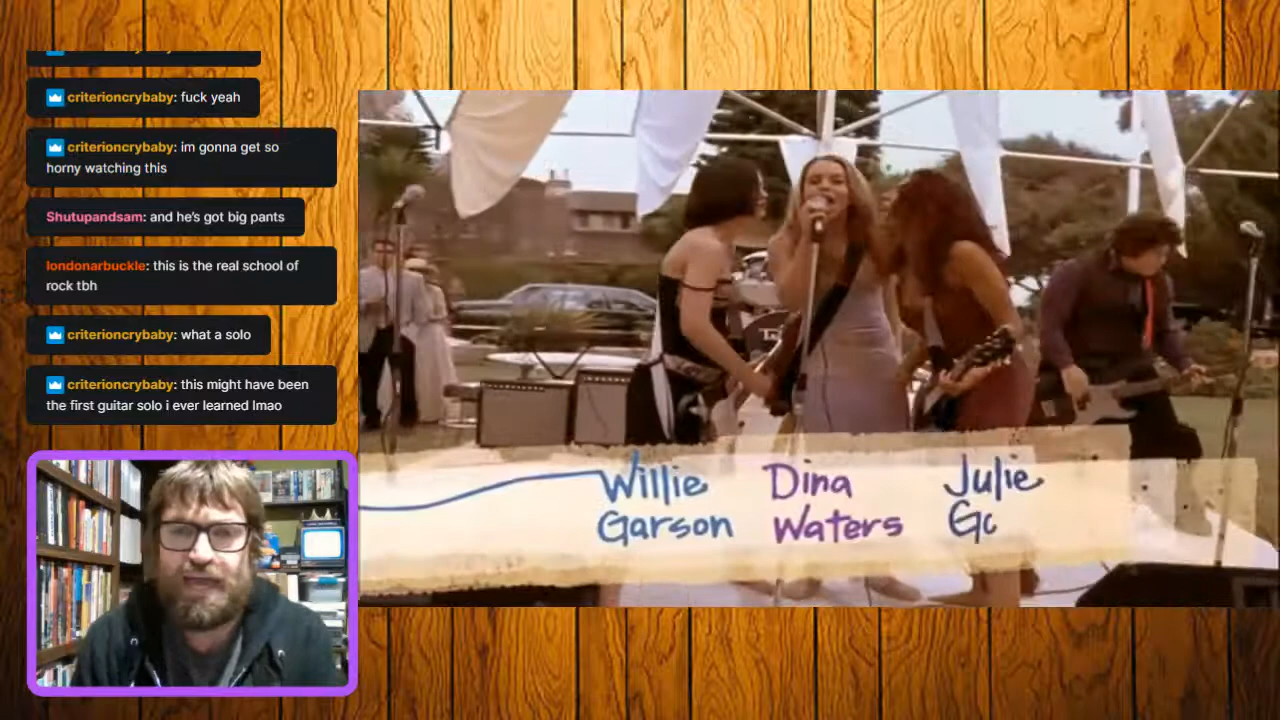 criterioncrybaby: fuck yeah
criterioncrybaby: im gonna get so
horny watching this
Shutupandsam: and he's got big pants
londonarbuckle: this is the real school of
rock tbh
criterioncrybaby: what a solo
criterioncrybaby: this might have been
the first guitar solo i ever learned lmao
Willie Dina Julie
Garson Waters Go